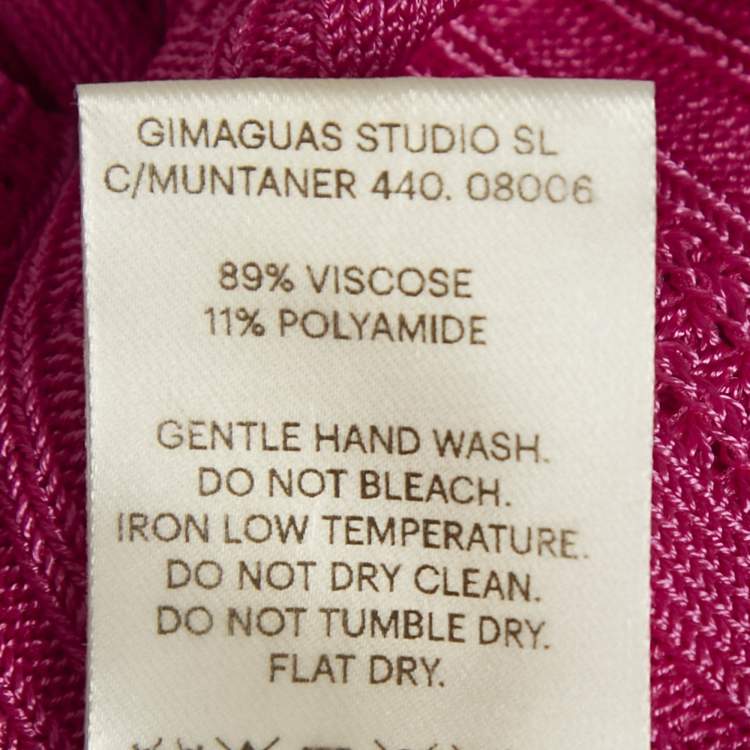 GIMAGUAS STUDIO SL
C/MUNTANER 440. 08006
89% VISCOSE
11% POLYAMIDE
GENTLE HAND WASH.
DO NOT BLEACH.
IRON LOW TEMPERATURE.
DO NOT DRY CLEAN.
DO NOT TUMBLE DRY.
FLAT DRY.